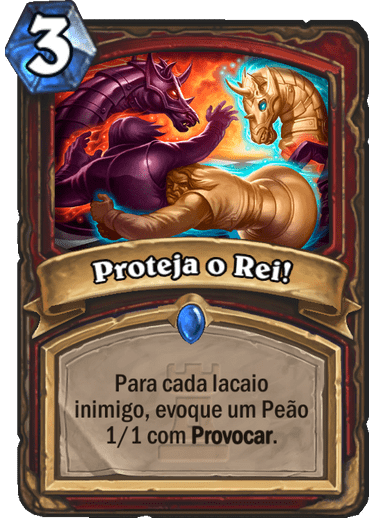 3
Proteja o Rei!
Para cada lacaio
inimigo, evoque um Peão
1/1 com Provocar.